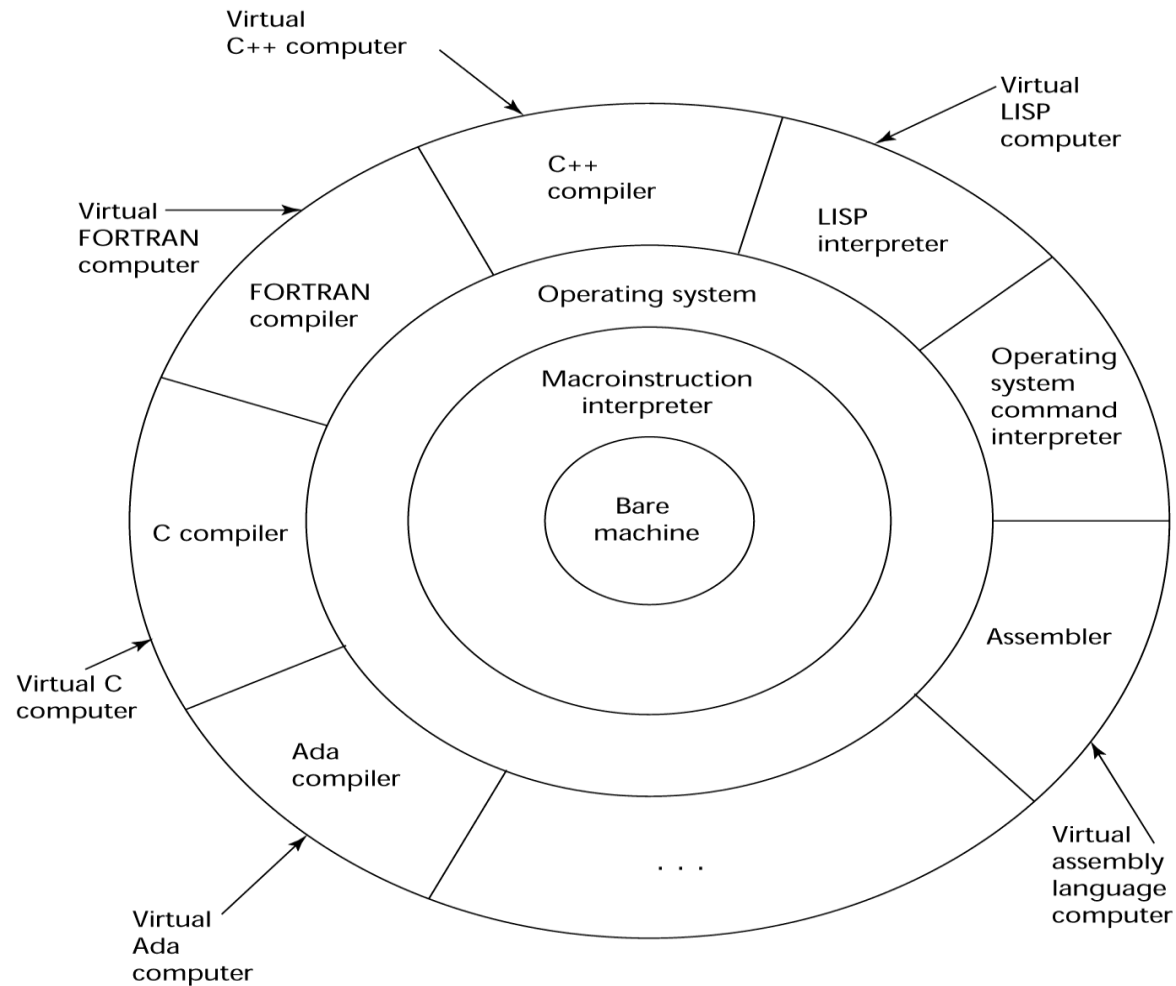 Virtual
C++ computer
Virtual
LISP
computer
C++
compiler
Virtual
FORTRAN
computer
LISP
interpreter
FORTRAN
compiler
Operating system
Operating
system
command
interpreter
Macroinstruction
interpreter
Bare
machine
C compiler
Assembler
Virtual C
computer
Ada
compiler
. . .
Virtual
assembly
language
computer
Virtual
Ada
computer